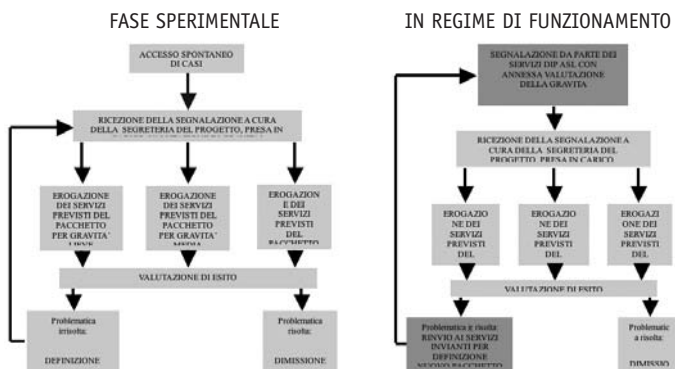 FASE SPERIMENTALE
ACCESSO SPONTANEO
DI CASI
RICEZIONE DELLA SEGNALAZIONE A CURA
DELLA SEGRETERIA DEL PROGETTO, PRESA IN
EROGAZIONE
DEI SERVIZI
PREVISTI DEL
PACCHETTO
PER GRAVITA'
LIEVE
EROGAZIONE
DEI SERVIZI
PREVISTI DEL
PACCHETTO
PER GRAVITA'
MEDIA
EROGAZION
E DEI
SERVIZI
PREVISTI
DEL
PACCHETTO
VALUTAZIONE DI ESITO
Problematica
irrisolta:
DEFINIZIONE
Problematica
risolta:
DIMISSIONE
IN REGIME DI FUNZIONAMENTO
SEGNALAZIONE DA PARTE DEI
SERVIZI DIP ASL CON
ANNESSA VALUTAZIONE
DELLA GRAVITA
RICEZIONE DELLA SEGNALAZIONE A
CURA DELLA SEGRETERIA DEL
PROGETTO, PRESA IN CARICO
EROGAZIO
NE DEI
SERVIZI
PREVISTI
DEL
EROGAZIO
NE DEI
SERVIZI
PREVISTI
DEL
EROGAZI
ONE DEI
SERVIZI
PREVISTI
DEL
VALUTAZIONE DI ESITO
Problematica risolta:
RINVIO AI SERVIZI
INVIANTI PER
DEFINIZIONE
NUOVO PACCHETTO
Problematic
a risolta:
DIMISSIO